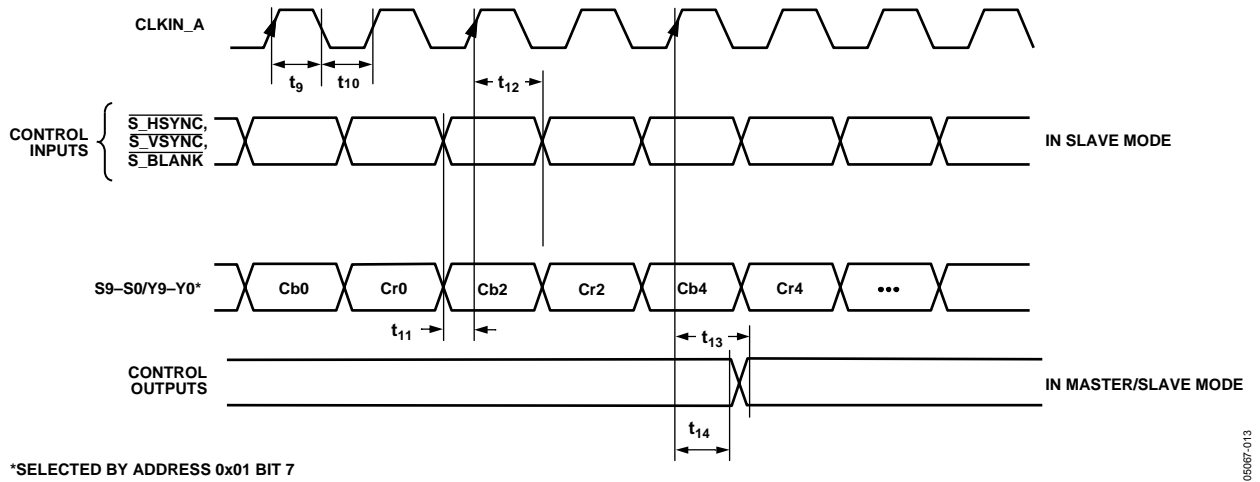 CLKIN_A
t9 t10 t12
CONTROL INPUTS
S_HSYNC,
S_VSYNC,
S_BLANK
IN SLAVE MODE
S9–S0/Y9–Y0*
Cb0 Cr0 Cb2 Cr2 Cb4 Cr4 •••
t11 t13
CONTROL OUTPUTS
IN MASTER/SLAVE MODE
t14
*SELECTED BY ADDRESS 0x01 BIT 7
05067-013